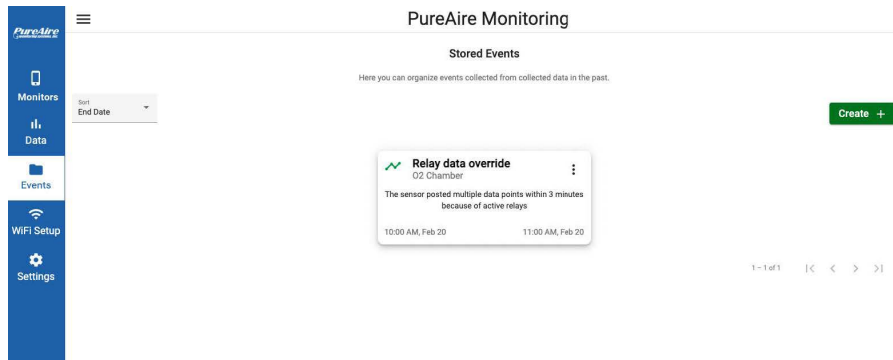 PureAire
PureAire Monitoring
Stored Events
Here you can organize events collected from collected data in the past.
Monitors
Data
Events
WiFi Setup
Settings
Sort
End Date
Create +
Relay data override
O2 Chamber
The sensor posted multiple data points within 3 minutes
because of active relays
10:00 AM, Feb 20
11:00 AM, Feb 20
1 – 1 of 1